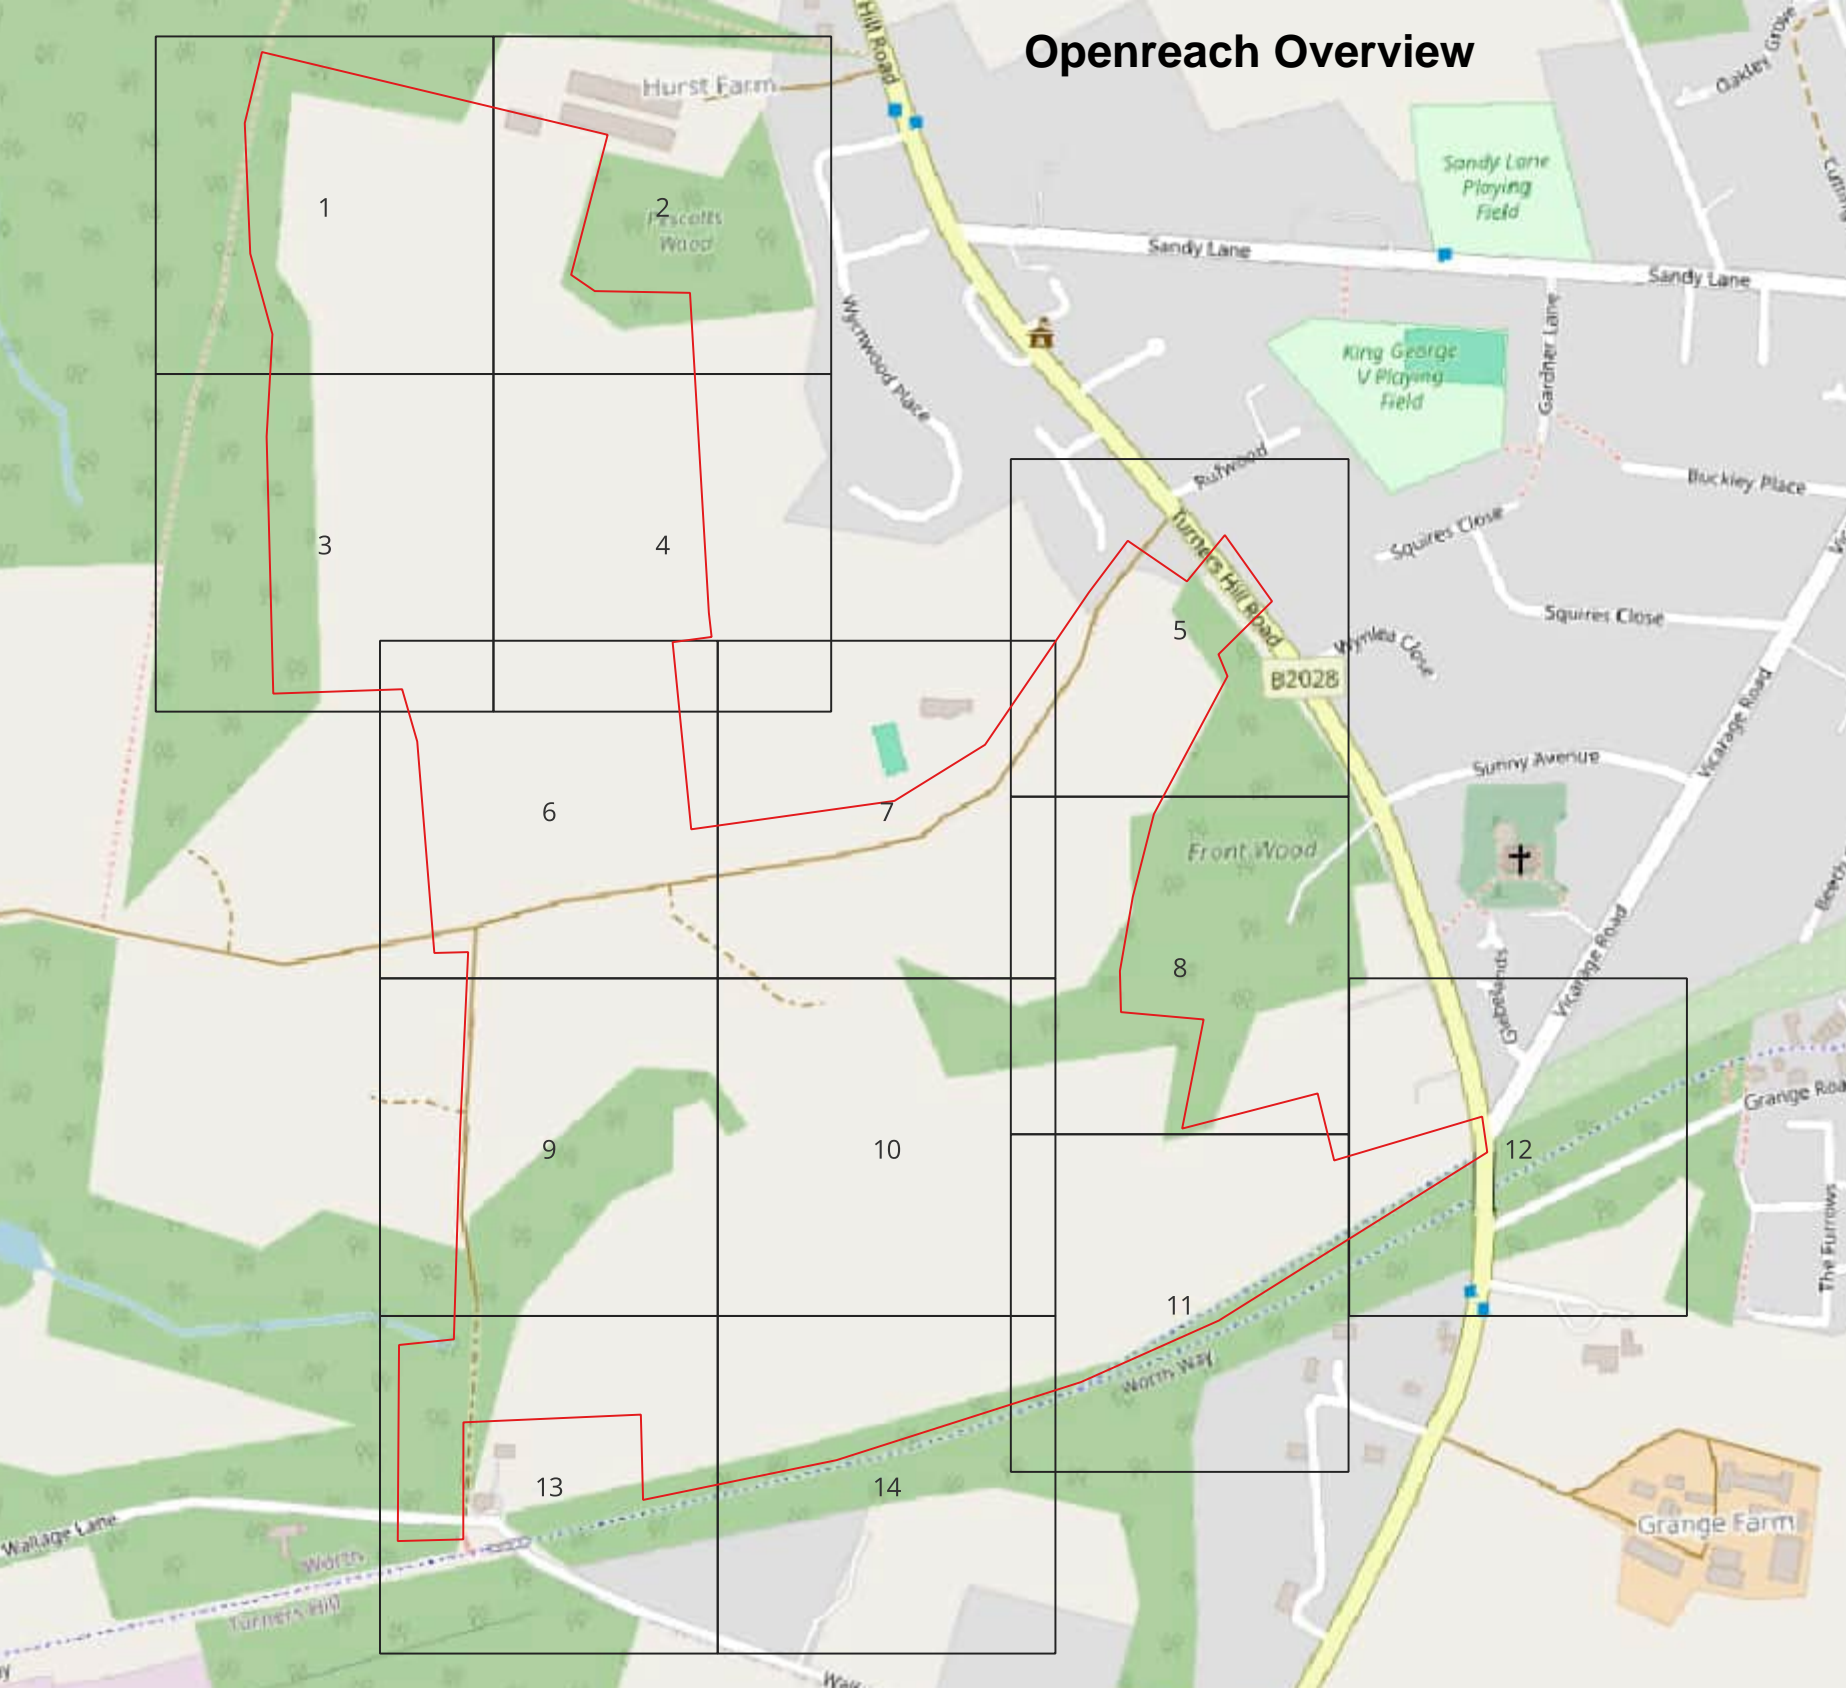 Openreach Overview
Hill Road
Oakley Grove
Hurst Farm
Sandy Lane
Playing
Field
1
2
Pescotts
Wood
Sandy Lane
Sandy Lane
Wychwood Place
Gardner Lane
King George
V Playing
Field
Rufwood
Buckley Place
Squires Close
3
4
Turners Hill Road
5
Squires Close
Wynlea Close
B2028
Vicarage Road
Sunny Avenue
6
7
Front Wood
8
Glebelands
Vicarage Road
Grange Roa
9
10
12
The Furrows
11
Worth Way
13
14
Wallage Lane
Worth
Turners Hill
Grange Farm